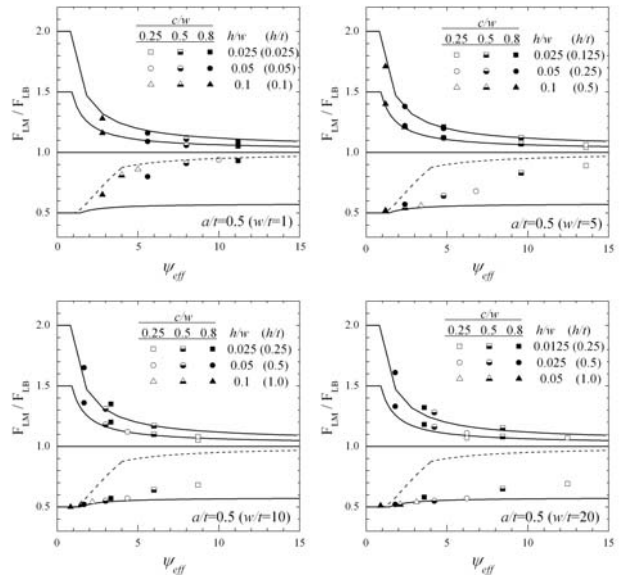 c/w
0.25 0.5 0.8 h/w (h/t)
0.025 (0.025)
0.05 (0.05)
0.1 (0.1)
2.0
1.5
1.0
0.5
F_LM / F_LB
a/t=0.5 (w/t=1)
0 5 10 15
ψ_eff
c/w
0.25 0.5 0.8 h/w (h/t)
0.025 (0.125)
0.05 (0.25)
0.1 (0.5)
2.0
1.5
1.0
0.5
F_LM / F_LB
a/t=0.5 (w/t=5)
0 5 10 15
ψ_eff
c/w
0.25 0.5 0.8 h/w (h/t)
0.025 (0.25)
0.05 (0.5)
0.1 (1.0)
2.0
1.5
1.0
0.5
F_LM / F_LB
a/t=0.5 (w/t=10)
0 5 10 15
ψ_eff
c/w
0.25 0.5 0.8 h/w (h/t)
0.0125 (0.25)
0.025 (0.5)
0.05 (1.0)
2.0
1.5
1.0
0.5
F_LM / F_LB
a/t=0.5 (w/t=20)
0 5 10 15
ψ_eff